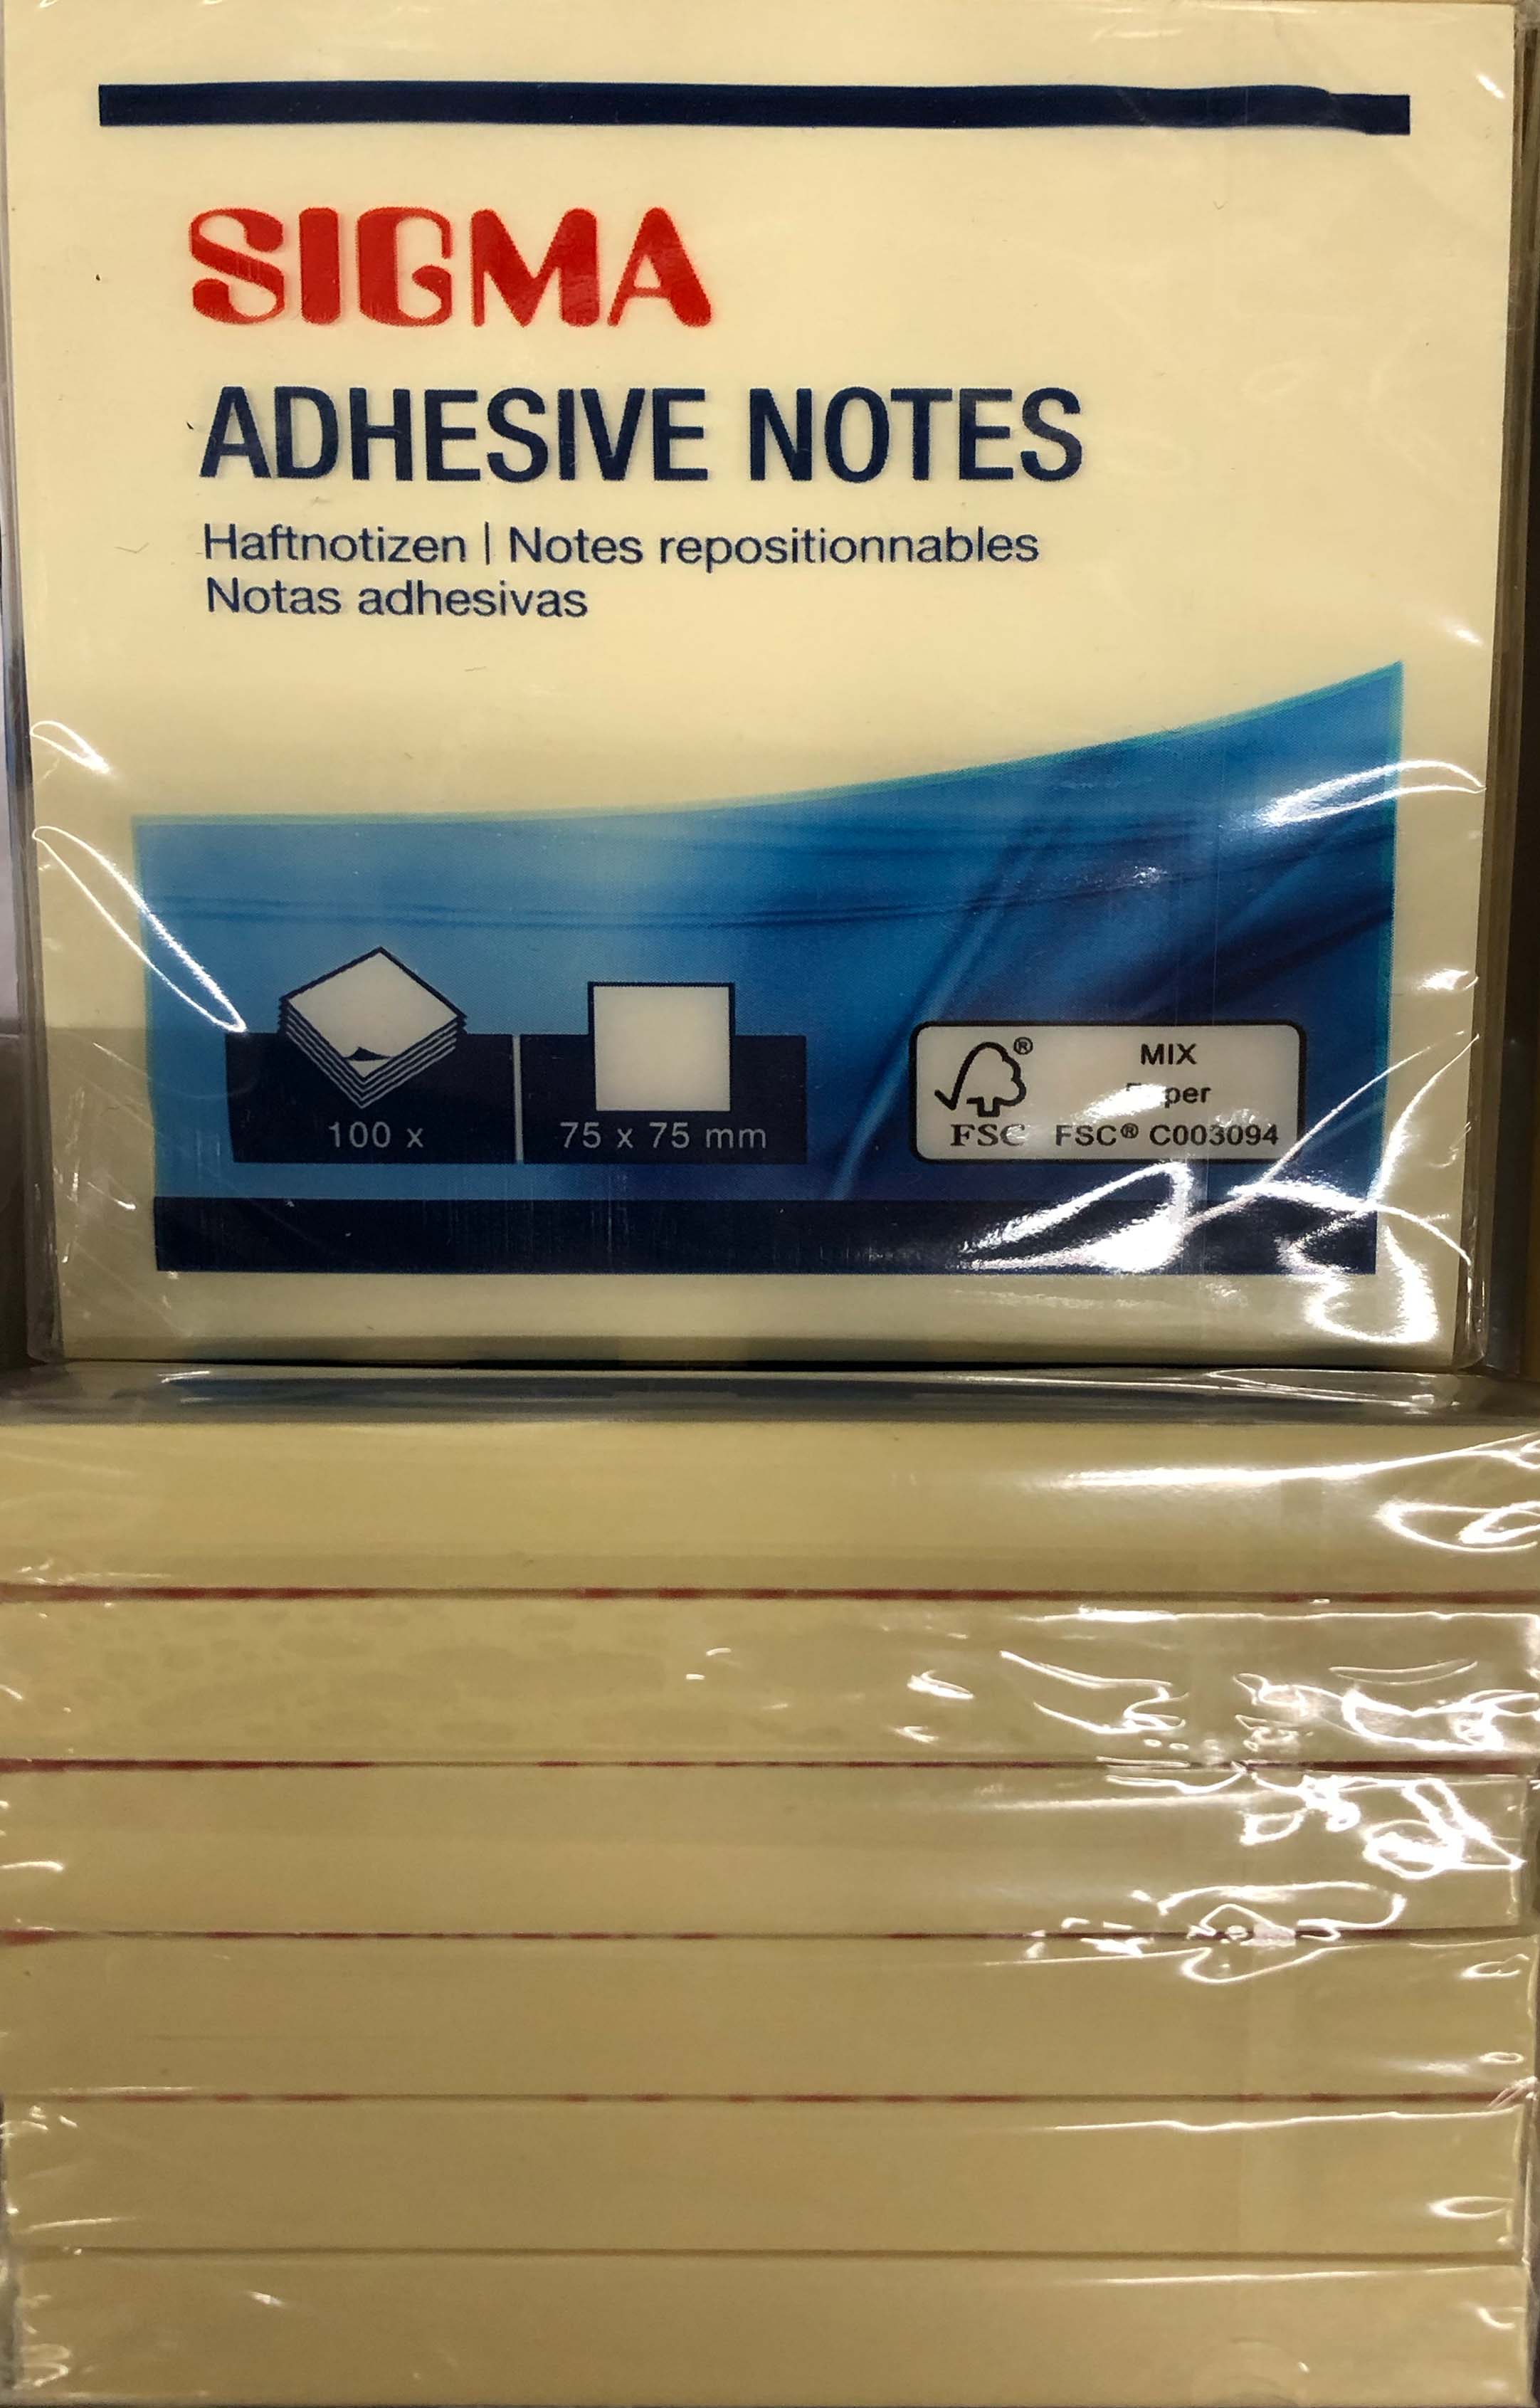 SIGMA
ADHESIVE NOTES
Haftnotizen | Notes repositionnables
Notas adhesivas
100 x
75 x 75 mm
®
MIX
FSC
FSC® C003094